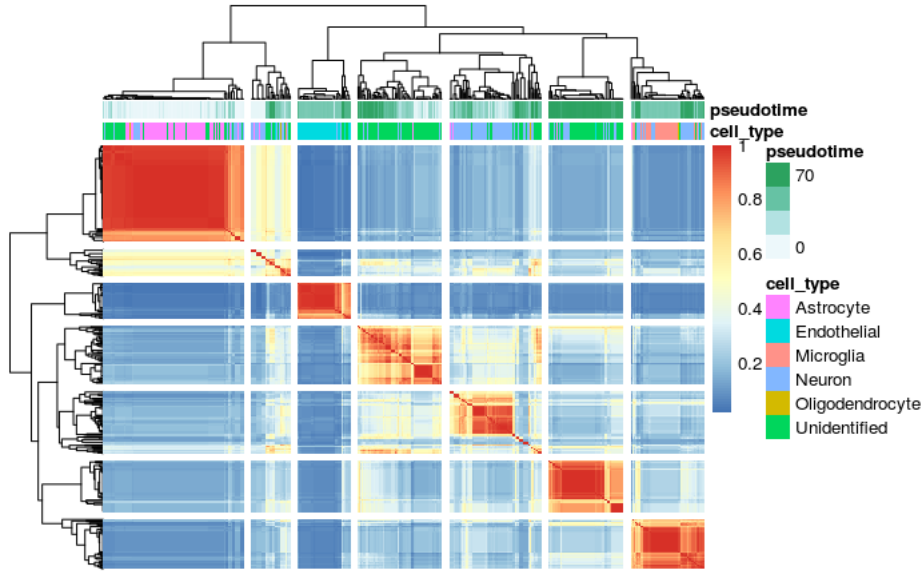 pseudotime
cell_type
1
0.8
0.6
0.4
0.2
pseudotime
70
0
cell_type
Astrocyte
Endothelial
Microglia
Neuron
Oligodendrocyte
Unidentified